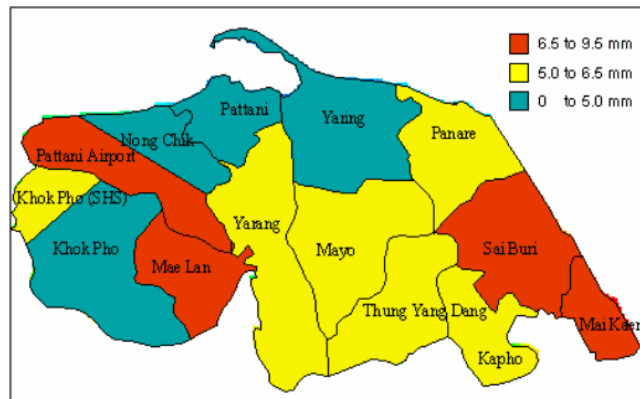 6.5 to 9.5 mm
5.0 to 6.5 mm
0 to 5.0 mm
Pattani
Yaring
Nong Chik
Panare
Pattani Airport
Khok Pho (SHS)
Yarang
Khok Pho
Mayo
Sai Buri
Mae Lan
Thung Yang Dang
Mai Kaen
Kapho